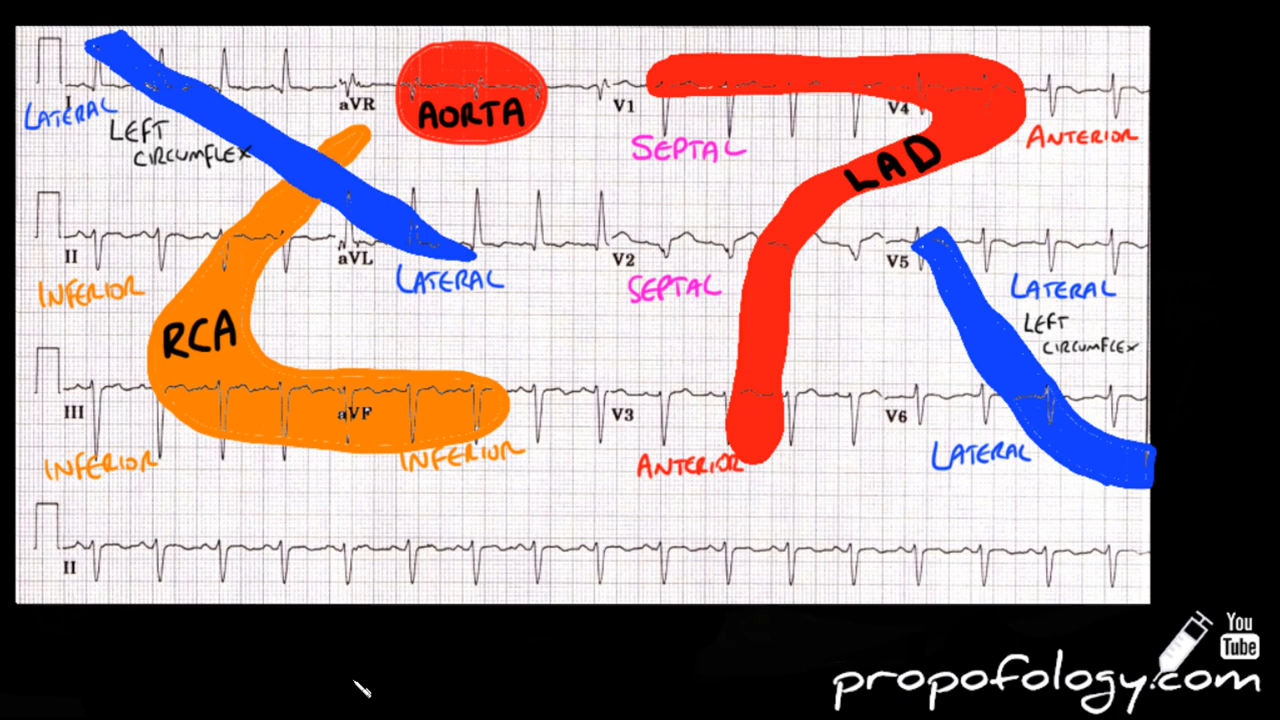 I
aVR
AORTA
V1
V4
LATERAL
LEFT
CIRCUMFLEX
SEPTAL
LAD
ANTERIOR
II
aVL
V2
V5
INFERIOR
LATERAL
SEPTAL
LATERAL
LEFT
CIRCUMFLEX
RCA
III
aVF
V3
V6
INFERIOR
INFERIOR
ANTERIOR
LATERAL
II
You
Tube
propofology.com